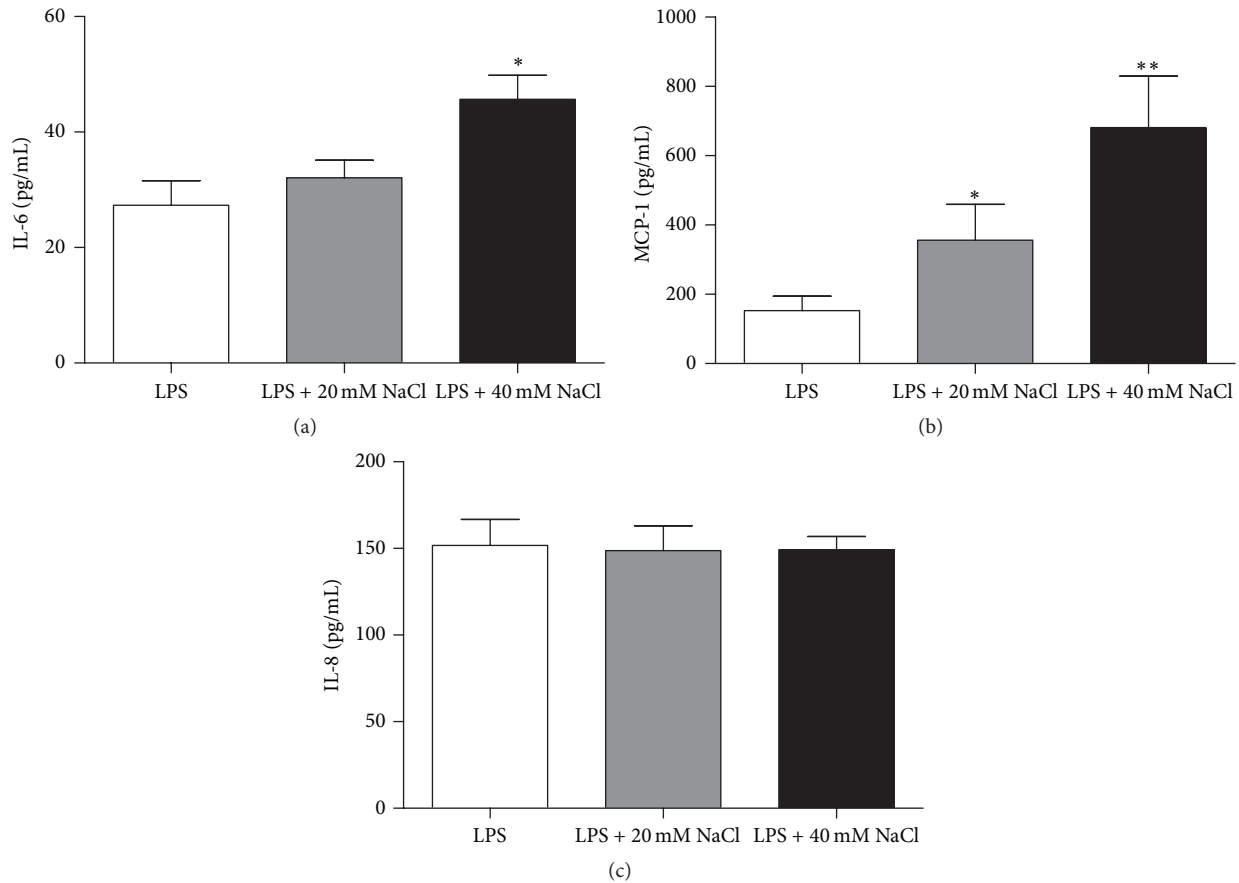 60
40
20
0
IL-6 (pg/mL)
*
LPS
LPS + 20 mM NaCl
LPS + 40 mM NaCl
(a)
1000
800
600
400
200
0
MCP-1 (pg/mL)
*
**
LPS
LPS + 20 mM NaCl
LPS + 40 mM NaCl
(b)
200
150
100
50
0
IL-8 (pg/mL)
LPS
LPS + 20 mM NaCl
LPS + 40 mM NaCl
(c)